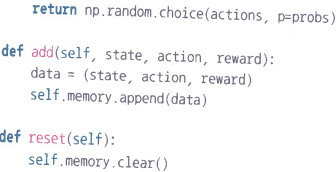 return np.random.choice(actions, p=probs)
def add(self, state, action, reward):
data = (state, action, reward)
self.memory.append(data)
def reset(self):
self.memory.clear()